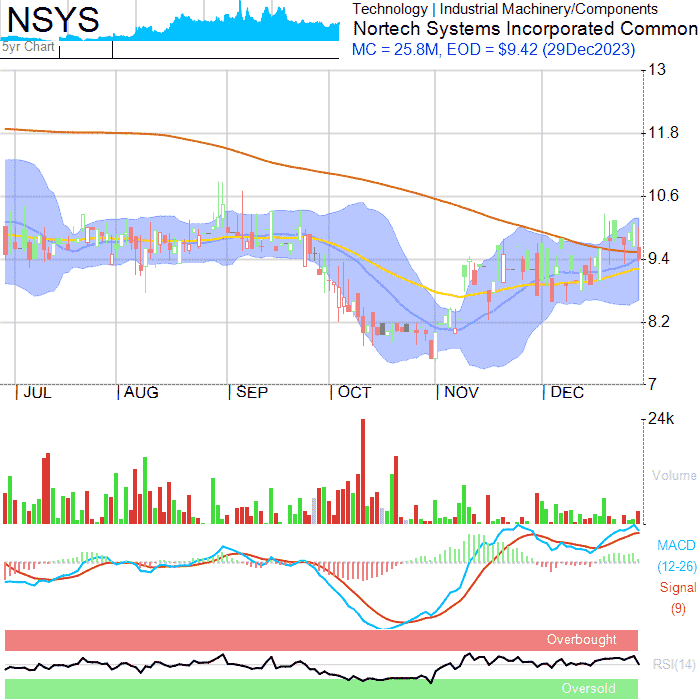 NSYS
Technology | Industrial Machinery/Components
Nortech Systems Incorporated Common
MC = 25.8M, EOD = $9.42 (29Dec2023)
5yr Chart
13
11.8
10.6
9.4
8.2
7
JUL AUG SEP OCT NOV DEC
24k
Volume
MACD
(12-26)
Signal
(9)
Overbought
RSI(14)
Oversold